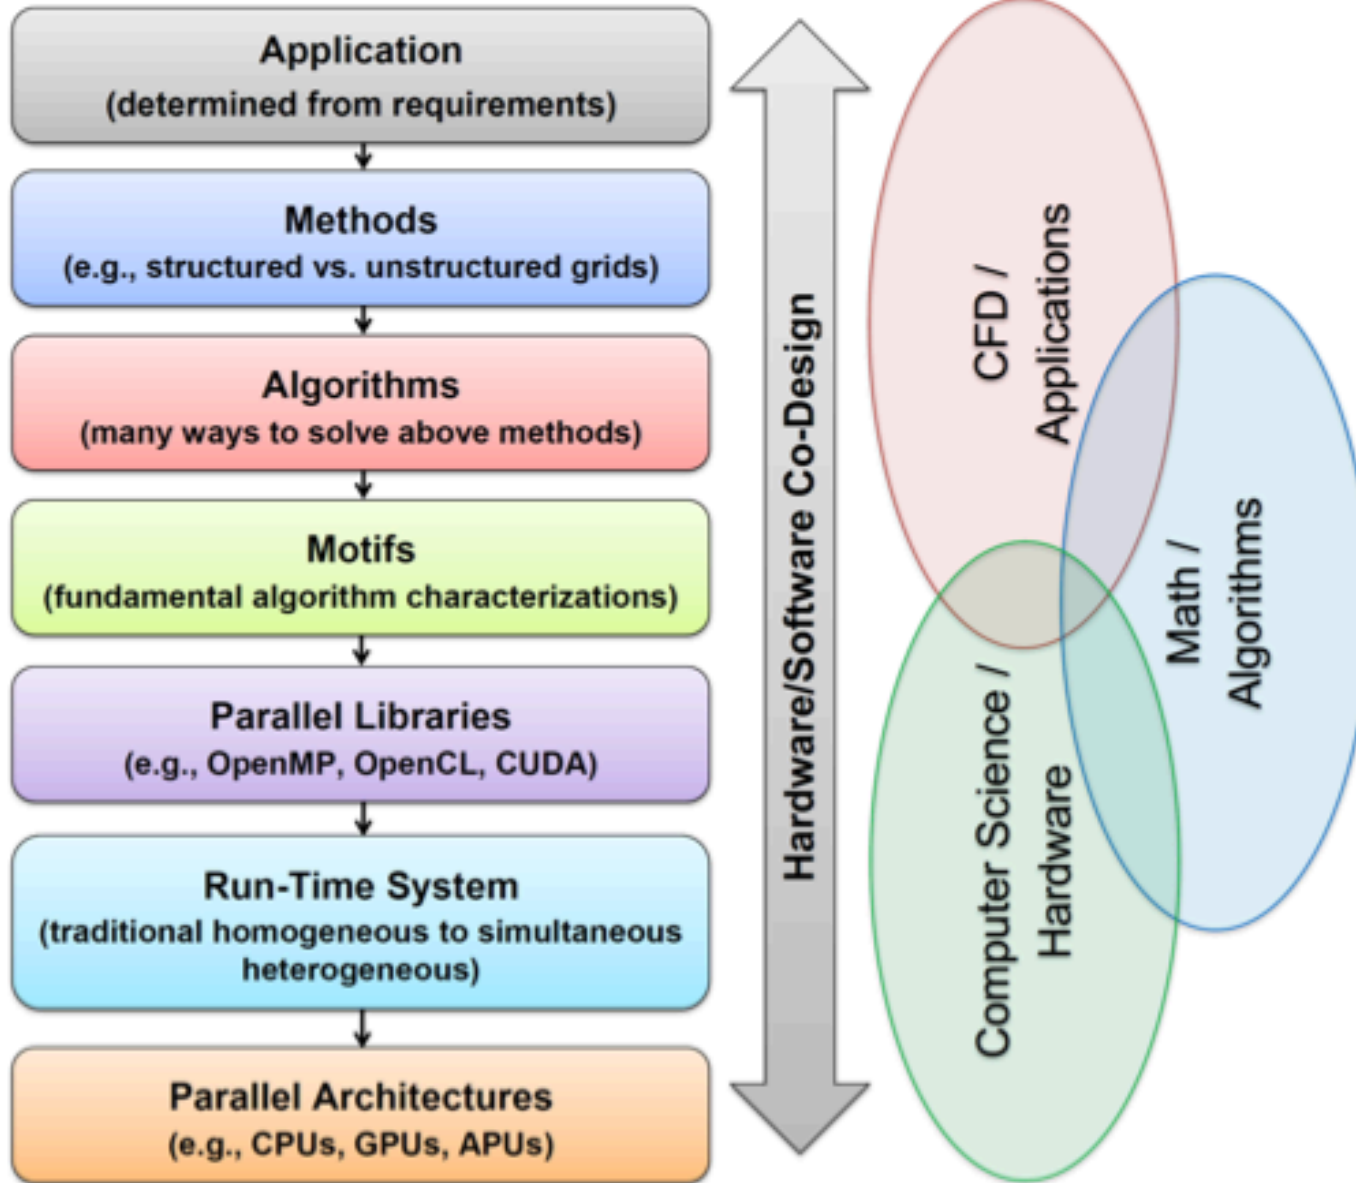 Application
(determined from requirements)
Methods
(e.g., structured vs. unstructured grids)
Algorithms
(many ways to solve above methods)
Motifs
(fundamental algorithm characterizations)
Parallel Libraries
(e.g., OpenMP, OpenCL, CUDA)
Run-Time System
(traditional homogeneous to simultaneous
heterogeneous)
Parallel Architectures
(e.g., CPUs, GPUs, APUs)
Hardware/Software Co-Design
CFD /
Applications
Math /
Algorithms
Computer Science /
Hardware